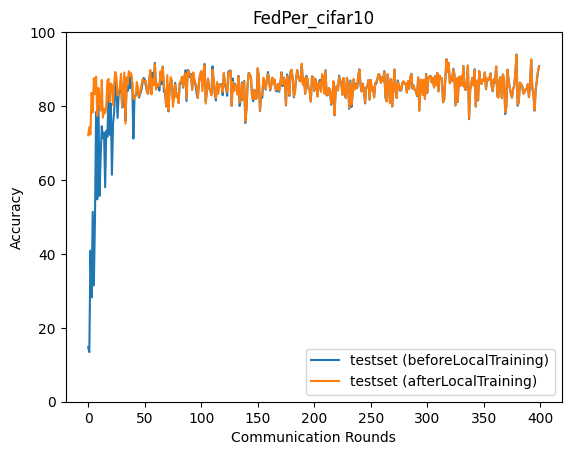 FedPer_cifar10
100
80
60
40
20
0
Accuracy
0 50 100 150 200 250 300 350 400
Communication Rounds
testset (beforeLocalTraining)
testset (afterLocalTraining)